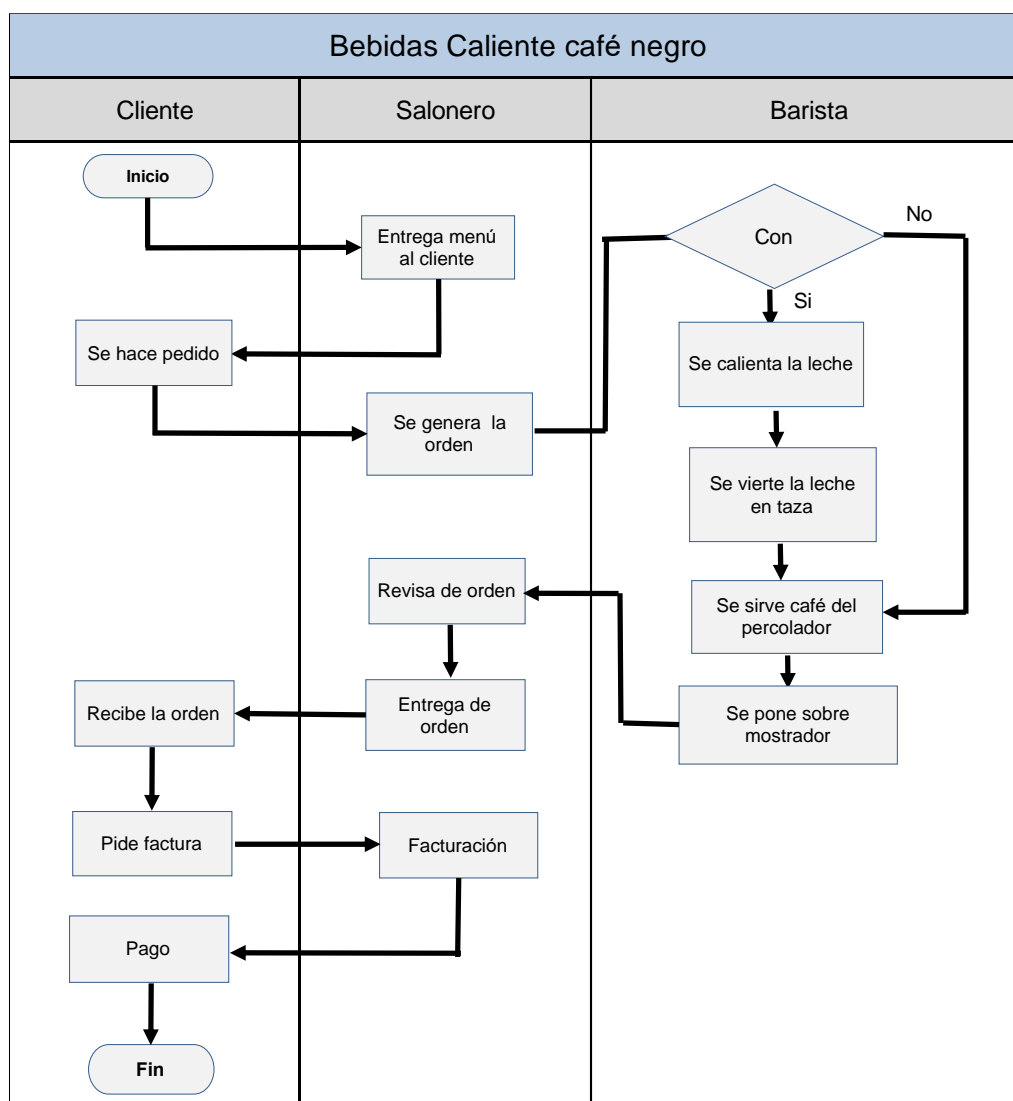 Bebidas Caliente café negro
Cliente
Salonero
Barista
Inicio
Entrega menú
al cliente
Con
No
Si
Se hace pedido
Se calienta la leche
Se genera la
orden
Se vierte la leche
en taza
Revisa de orden
Se sirve café del
percolador
Recibe la orden
Entrega de
orden
Se pone sobre
mostrador
Pide factura
Facturación
Pago
Fin